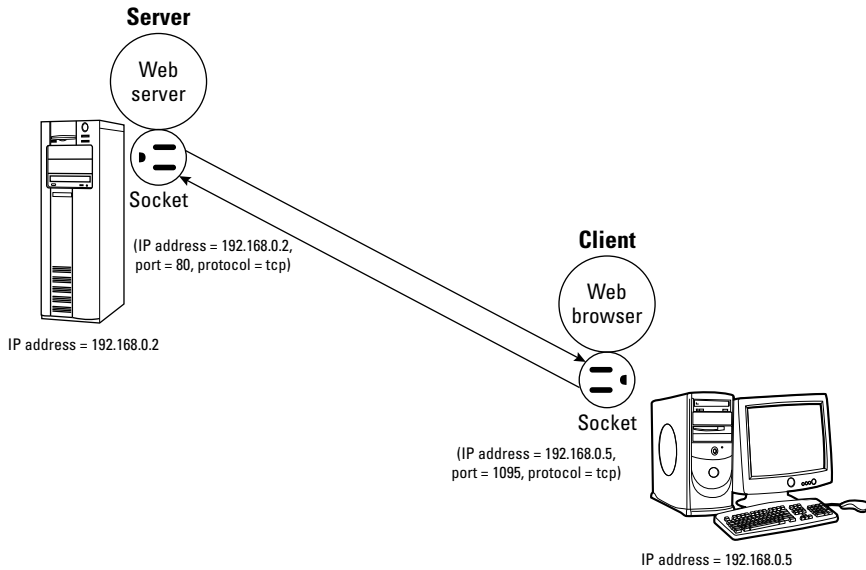 Server
Web
server
Socket
(IP address = 192.168.0.2,
port = 80, protocol = tcp)
IP address = 192.168.0.2
Client
Web
browser
Socket
(IP address = 192.168.0.5,
port = 1095, protocol = tcp)
IP address = 192.168.0.5